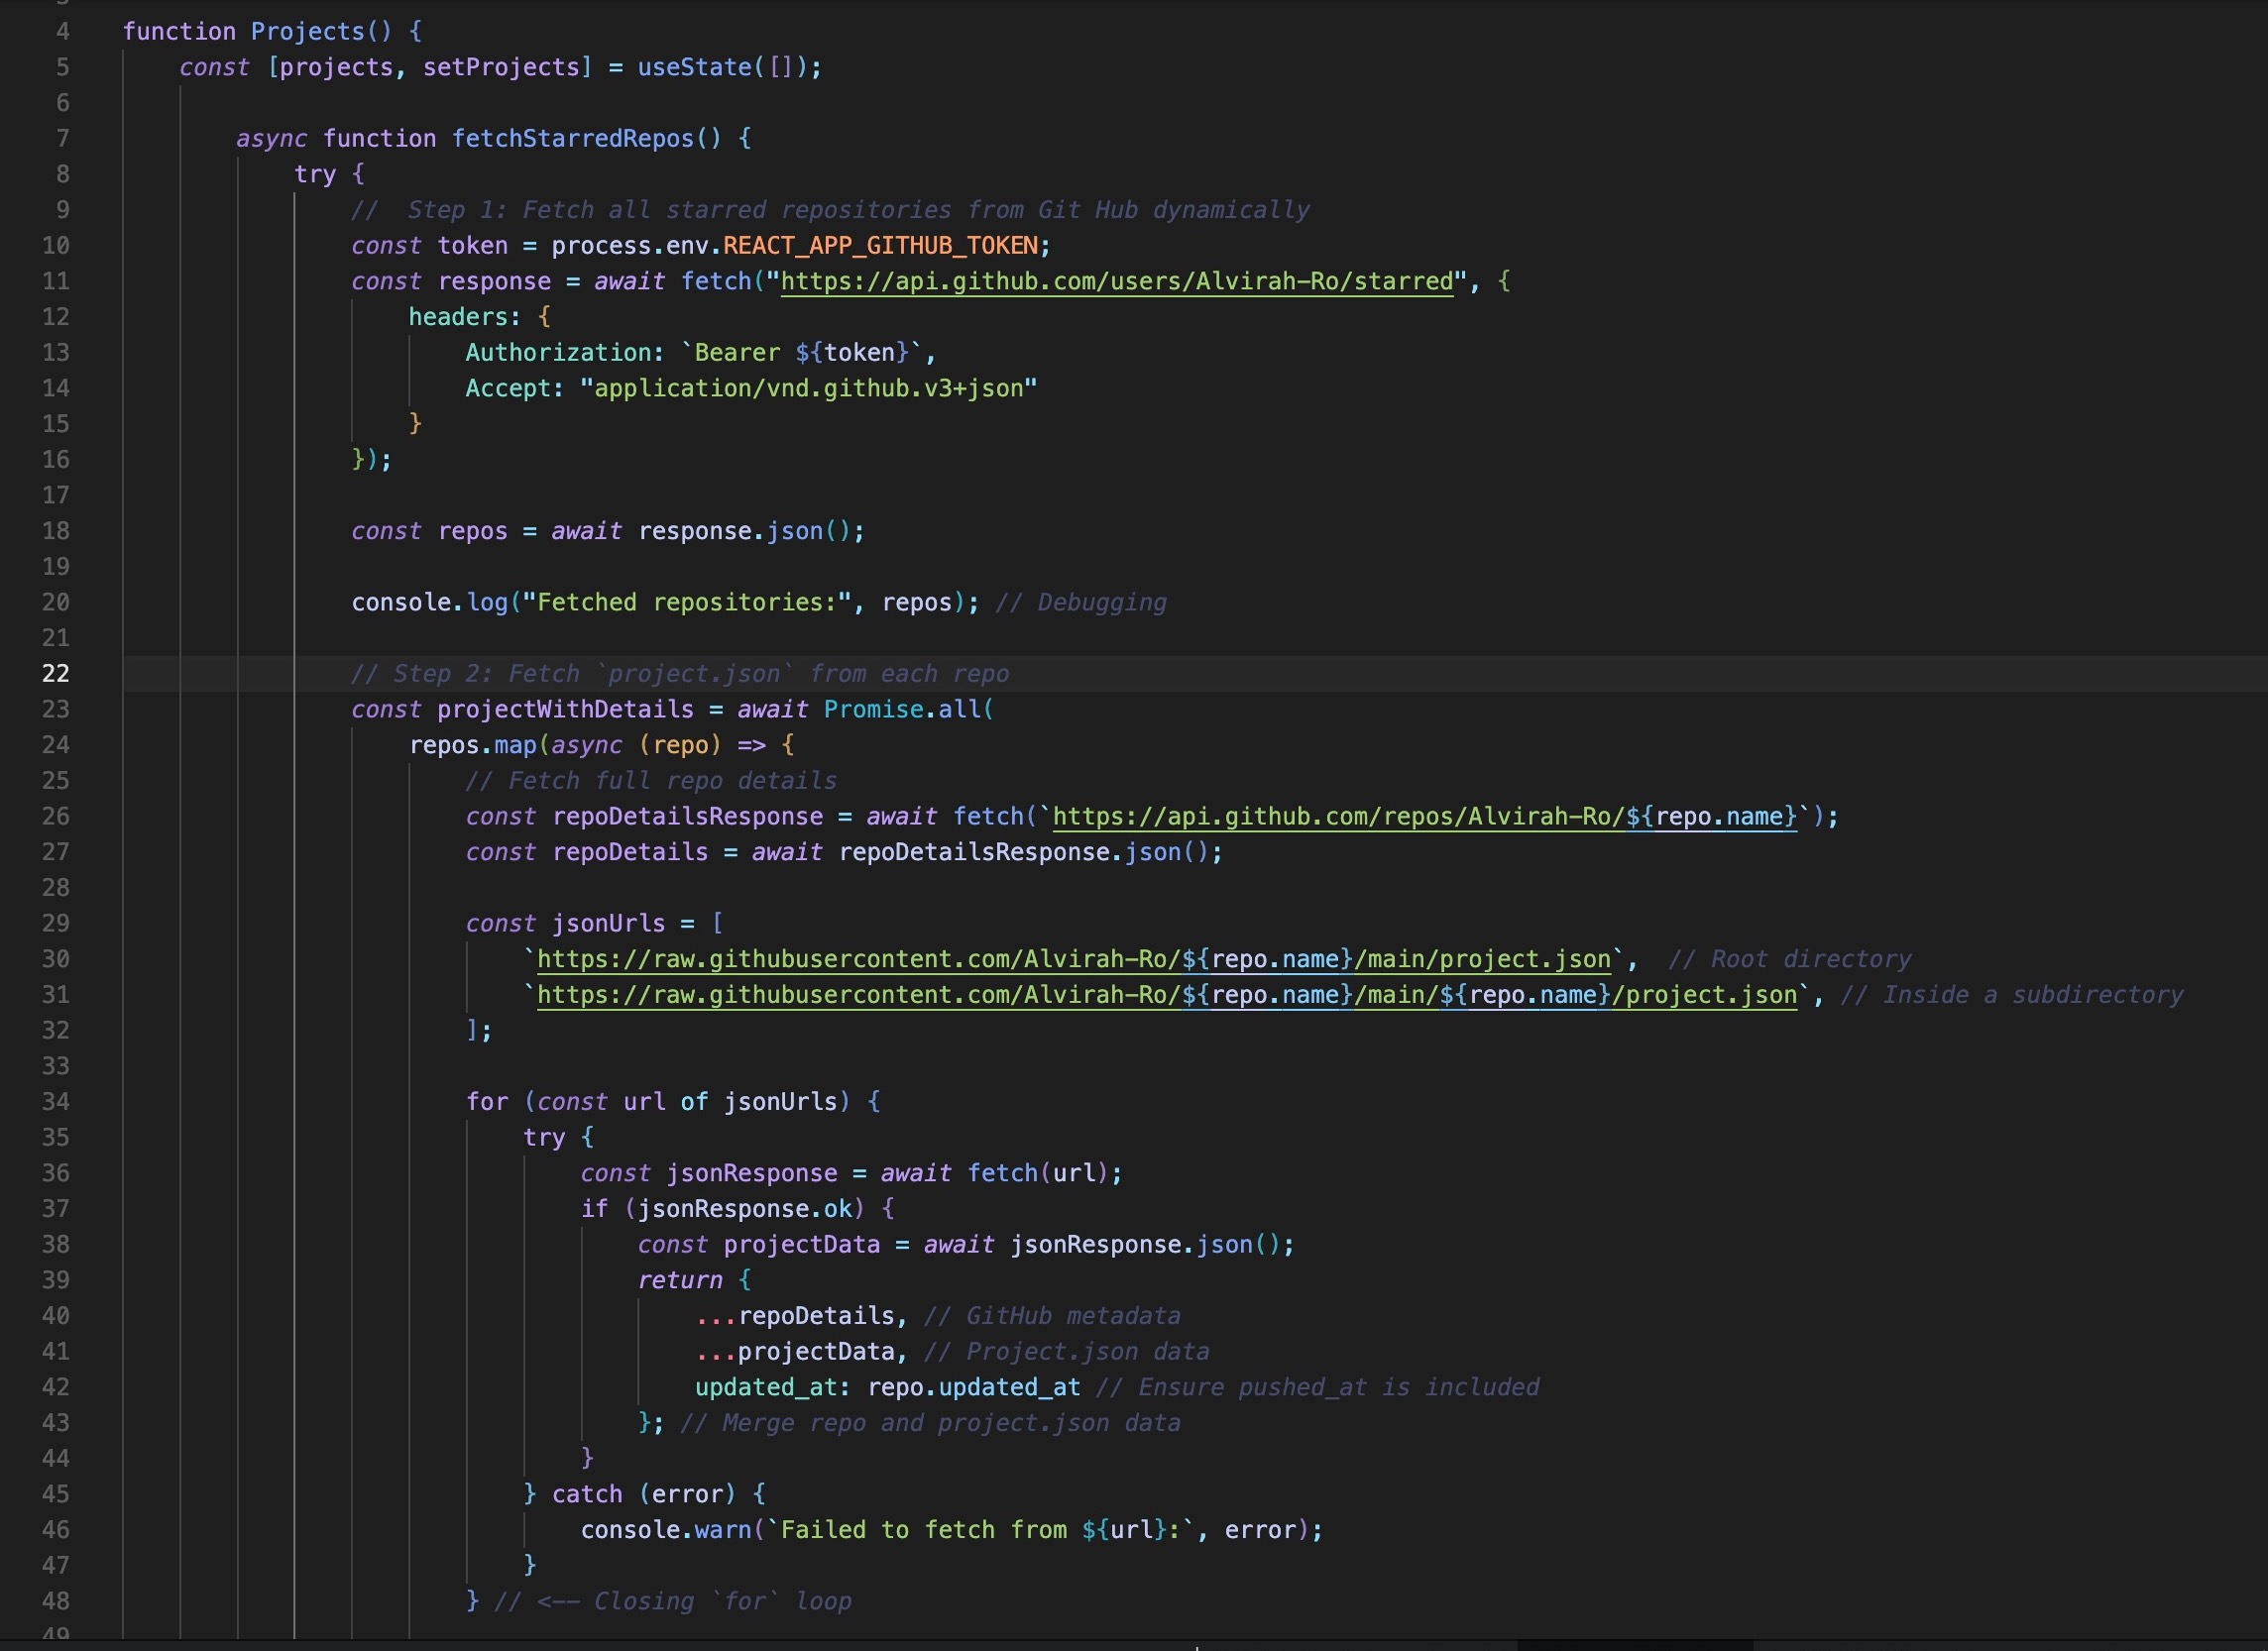 4 function Projects() {
5 const [projects, setProjects] = useState([]);
6
7 async function fetchStarredRepos() {
8 try {
9 //  Step 1: Fetch all starred repositories from Git Hub dynamically
10 const token = process.env.REACT_APP_GITHUB_TOKEN;
11 const response = await fetch("https://api.github.com/users/Alvirah-Ro/starred", {
12 headers: {
13 Authorization: `Bearer ${token}`,
14 Accept: "application/vnd.github.v3+json"
15 }
16 });
17
18 const repos = await response.json();
19
20 console.log("Fetched repositories:", repos); // Debugging
21
22 // Step 2: Fetch `project.json` from each repo
23 const projectWithDetails = await Promise.all(
24 repos.map(async (repo) => {
25 // Fetch full repo details
26 const repoDetailsResponse = await fetch(`https://api.github.com/repos/Alvirah-Ro/${repo.name}`);
27 const repoDetails = await repoDetailsResponse.json();
28
29 const jsonUrls = [
30 `https://raw.githubusercontent.com/Alvirah-Ro/${repo.name}/main/project.json`,  // Root directory
31 `https://raw.githubusercontent.com/Alvirah-Ro/${repo.name}/main/${repo.name}/project.json`, // Inside a subdirectory
32 ];
33
34 for (const url of jsonUrls) {
35 try {
36 const jsonResponse = await fetch(url);
37 if (jsonResponse.ok) {
38 const projectData = await jsonResponse.json();
39 return {
40 ...repoDetails, // GitHub metadata
41 ...projectData, // Project.json data
42 updated_at: repo.updated_at // Ensure pushed_at is included
43 }; // Merge repo and project.json data
44 }
45 } catch (error) {
46 console.warn(`Failed to fetch from ${url}:`, error);
47 }
48 } // <-- Closing `for` loop
49